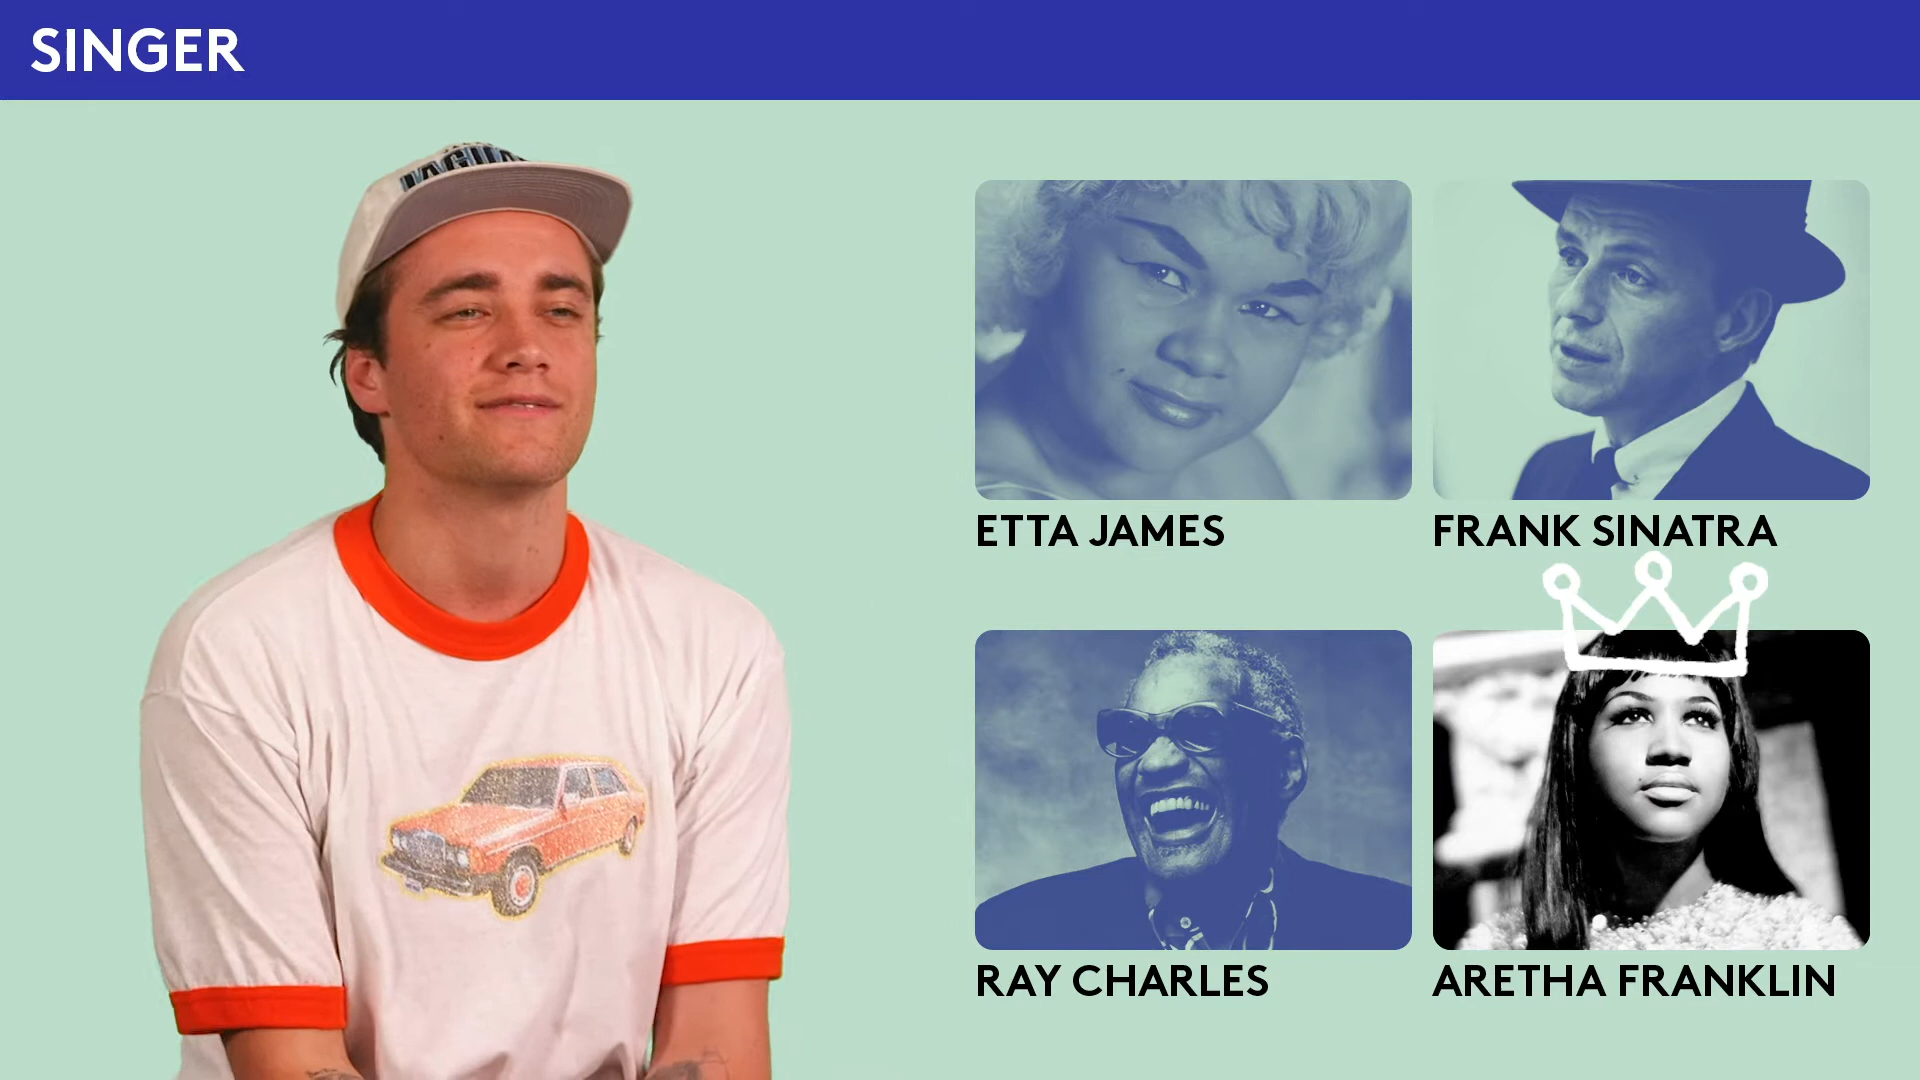 SINGER
ETTA JAMES
FRANK SINATRA
RAY CHARLES
ARETHA FRANKLIN